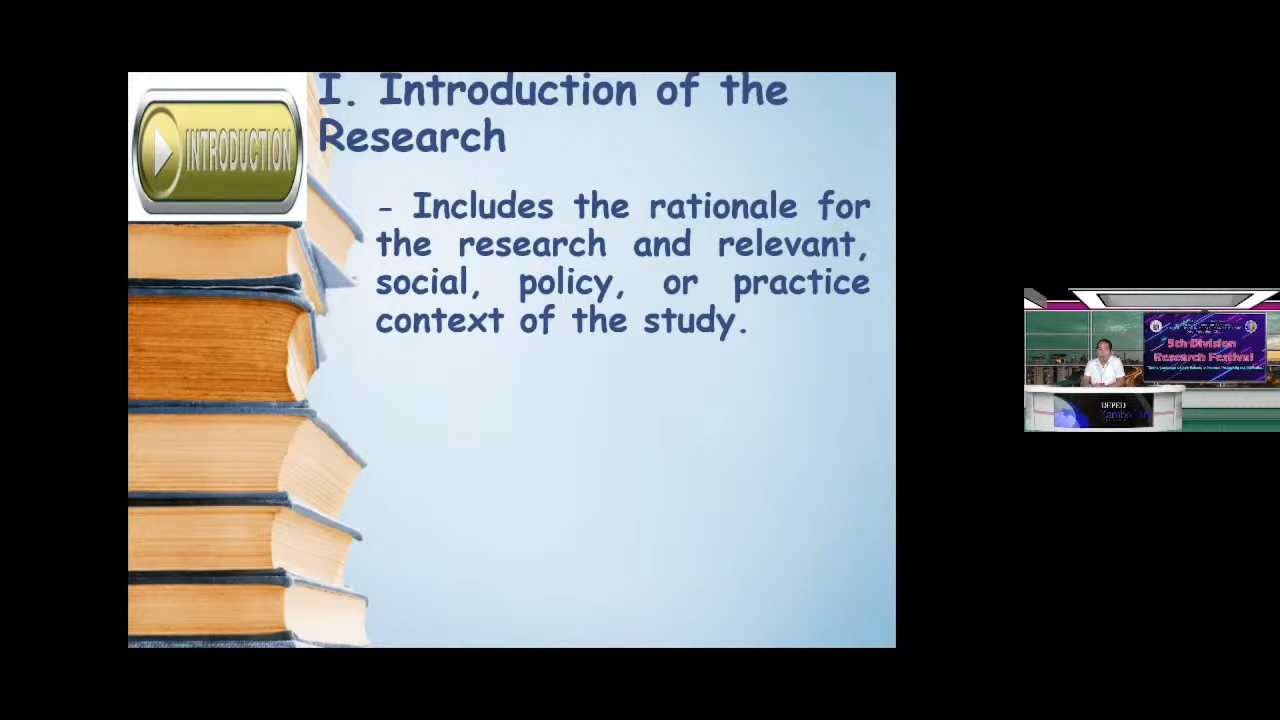 I. Introduction of the
Research
INTRODUCTION
- Includes the rationale for
the research and relevant,
social, policy, or practice
context of the study.
5th Division
Research Festival
DEPED